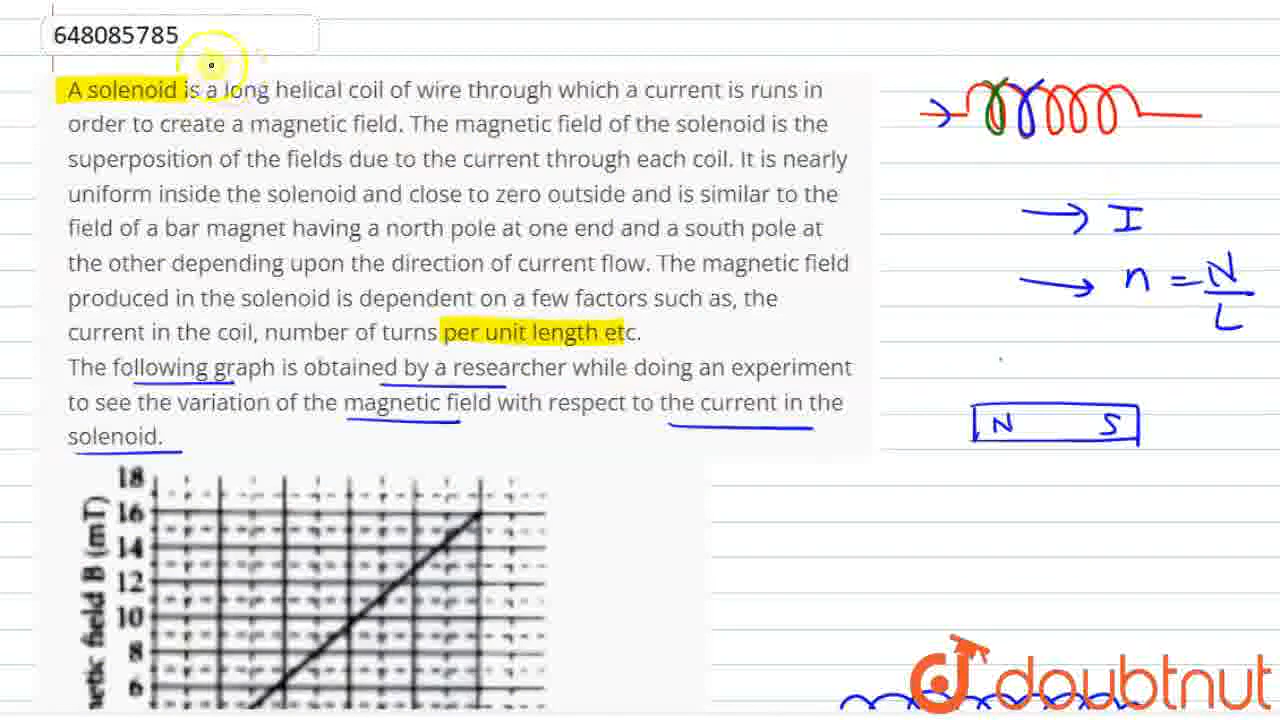 648085785
A solenoid is a long helical coil of wire through which a current is runs in
order to create a magnetic field. The magnetic field of the solenoid is the
superposition of the fields due to the current through each coil. It is nearly
uniform inside the solenoid and close to zero outside and is similar to the
field of a bar magnet having a north pole at one end and a south pole at
the other depending upon the direction of current flow. The magnetic field
produced in the solenoid is dependent on a few factors such as, the
current in the coil, number of turns per unit length etc.
The following graph is obtained by a researcher while doing an experiment
to see the variation of the magnetic field with respect to the current in the
solenoid.
I
n = N/L
N S
18
16
14
12
10
8
6
netic field B (mT)
doubtnut